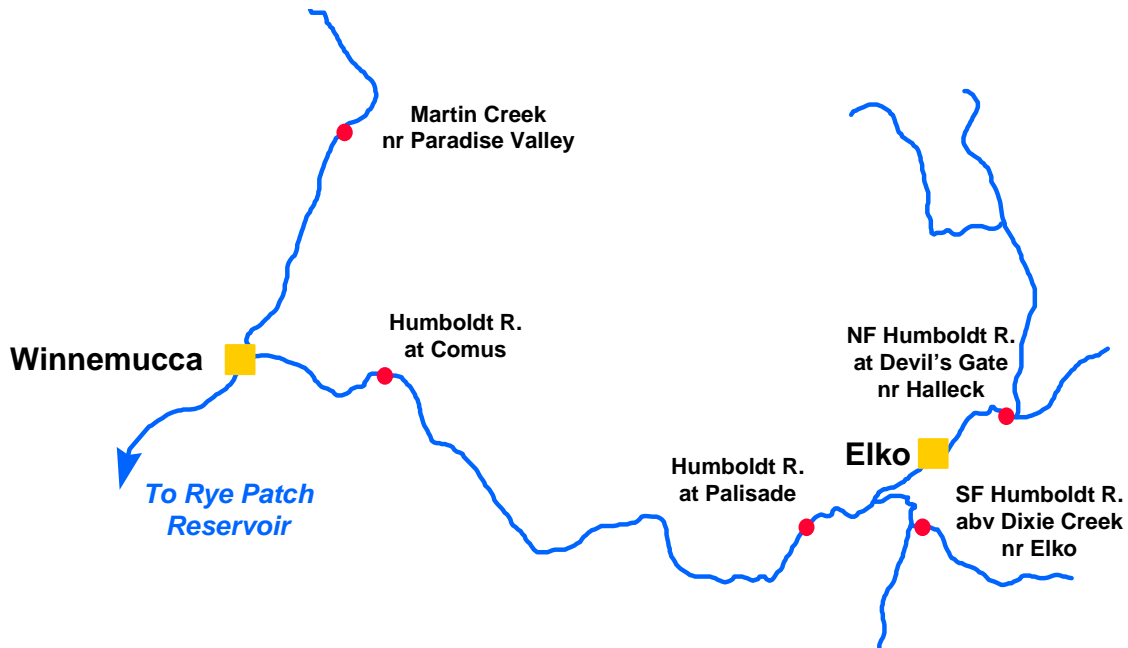 Martin Creek
nr Paradise Valley
Humboldt R.
at Comus
Winnemucca
NF Humboldt R.
at Devil's Gate
nr Halleck
Elko
Humboldt R.
at Palisade
SF Humboldt R.
abv Dixie Creek
nr Elko
To Rye Patch
Reservoir